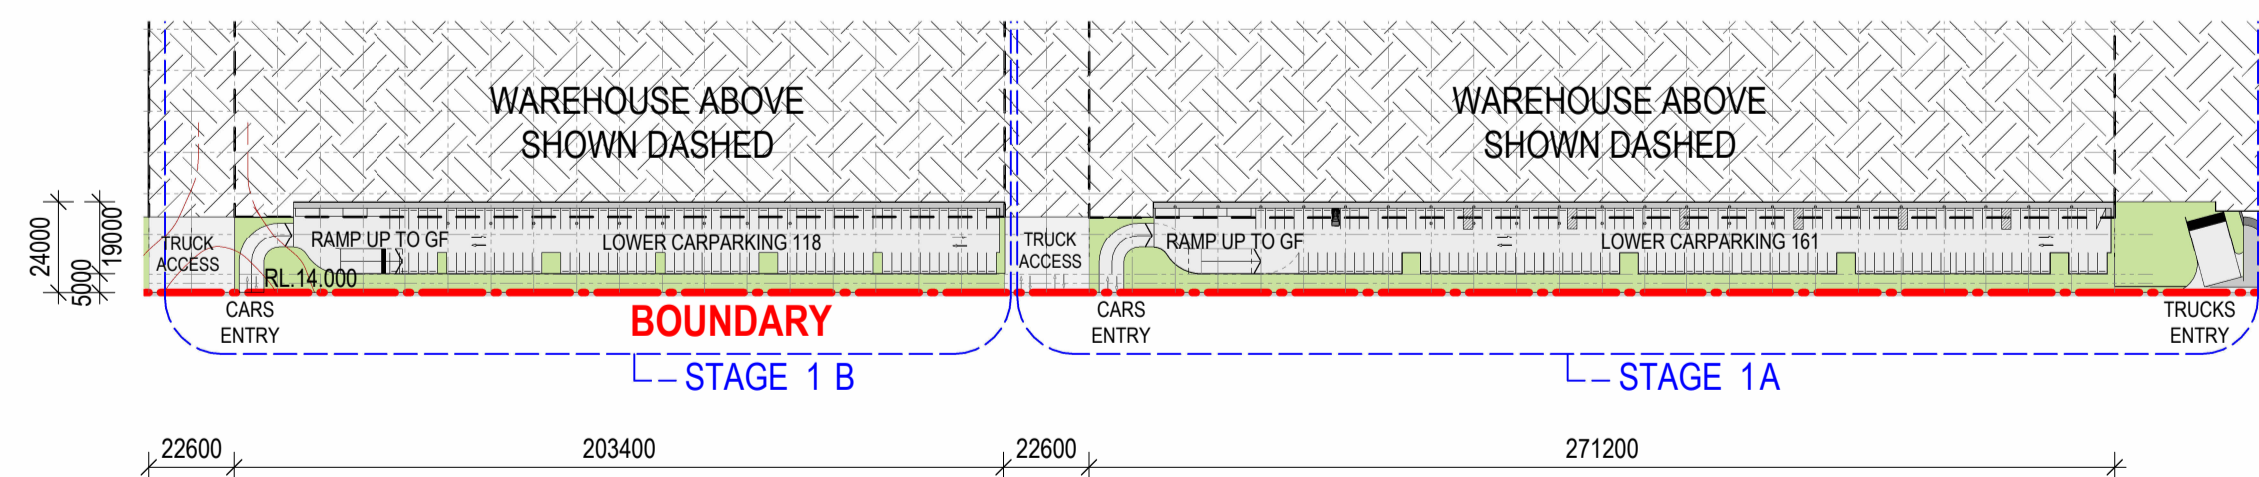 WAREHOUSE ABOVE
SHOWN DASHED
WAREHOUSE ABOVE
SHOWN DASHED
24000
5000
19000
TRUCK
ACCESS
RAMP UP TO GF
LOWER CARPARKING 118
RL.14.000
TRUCK
ACCESS
RAMP UP TO GF
LOWER CARPARKING 161
CARS
ENTRY
BOUNDARY
CARS
ENTRY
TRUCKS
ENTRY
STAGE 1 B
STAGE 1A
22600
203400
22600
271200